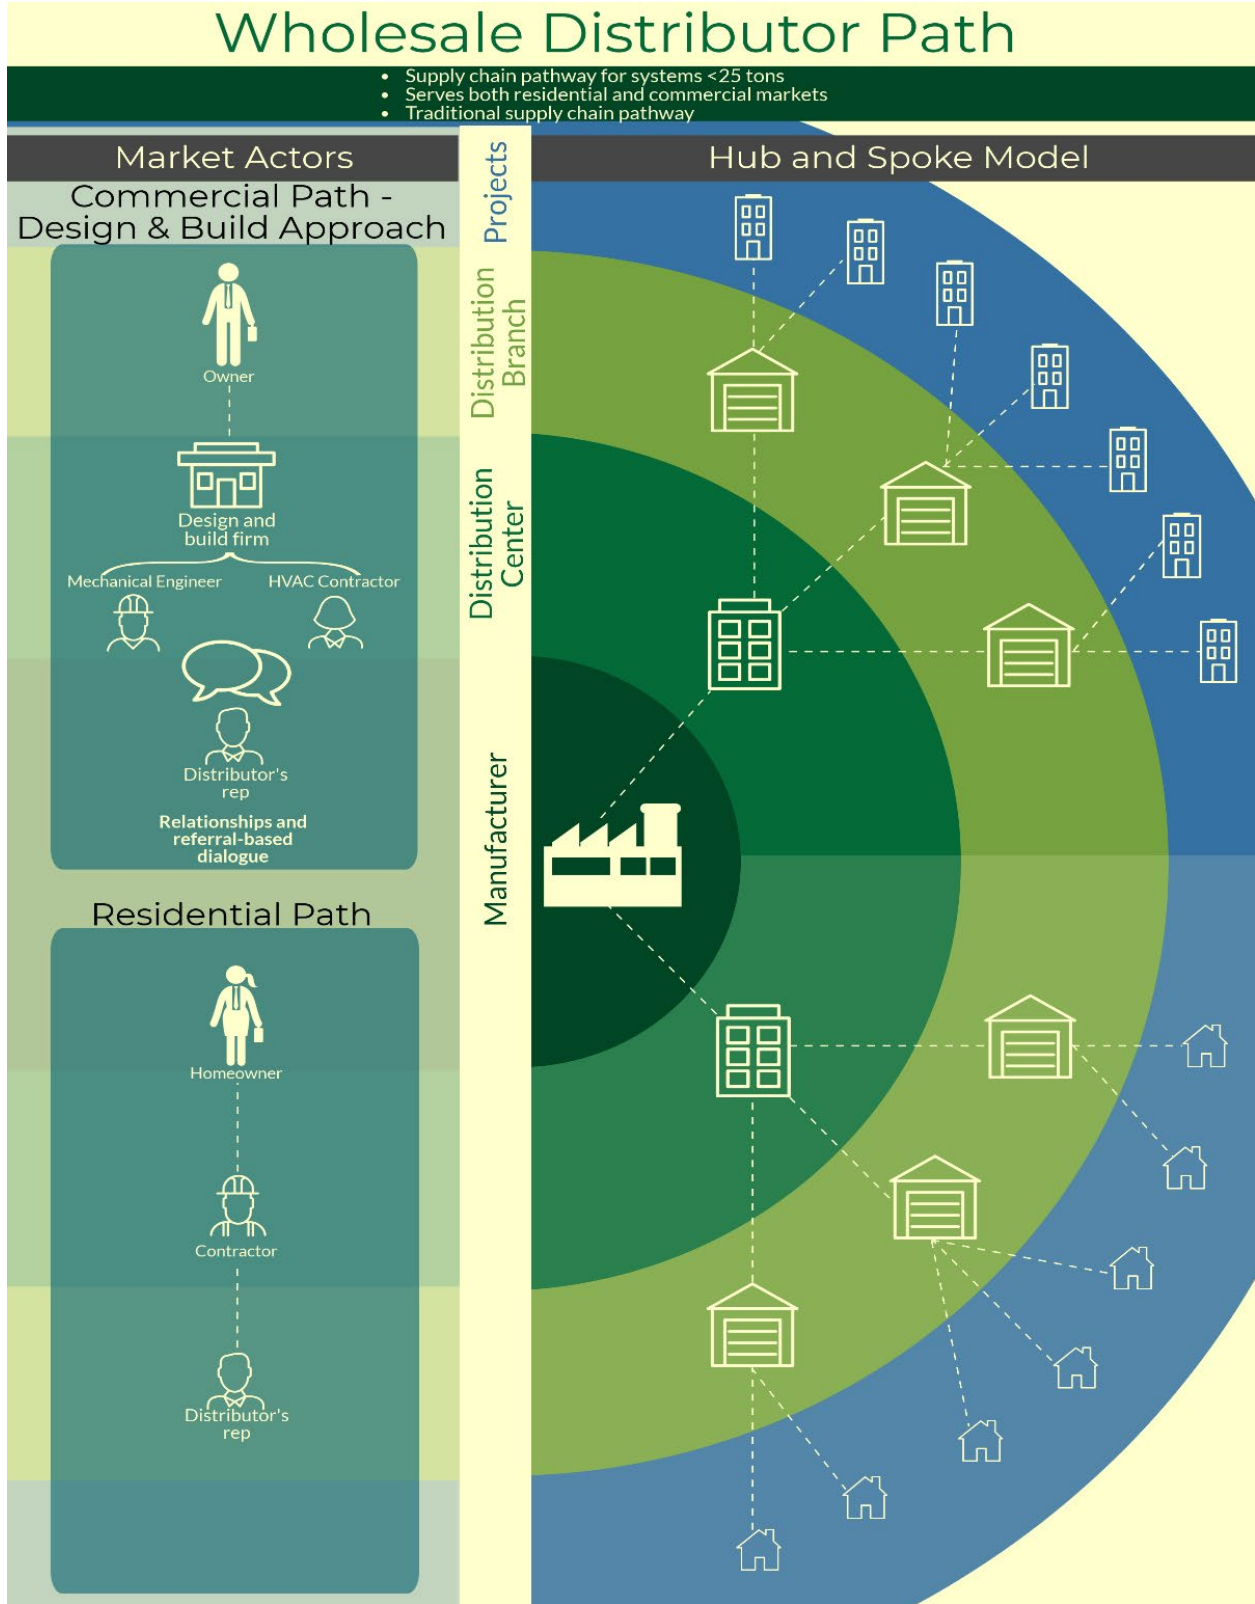 Wholesale Distributor Path
• Supply chain pathway for systems <25 tons
• Serves both residential and commercial markets
• Traditional supply chain pathway
Market Actors
Commercial Path -
Design & Build Approach
Owner
Design and
build firm
Mechanical Engineer
HVAC Contractor
Distributor's
rep
Relationships and
referral-based
dialogue
Residential Path
Homeowner
Contractor
Distributor's
rep
Projects
Distribution
Branch
Distribution
Center
Manufacturer
Hub and Spoke Model